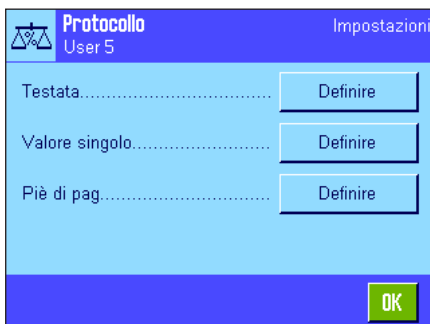 Protocollo Impostazioni
User 5
Testata.................................. Definire
Valore singolo........................ Definire
Piè di pag.............................. Definire
OK